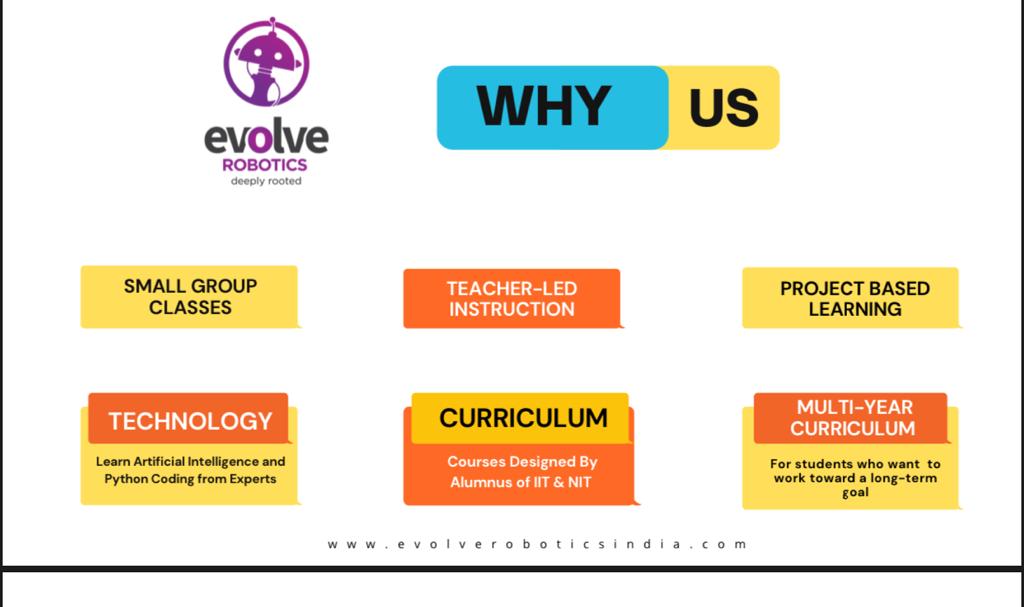 evolve
ROBOTICS
deeply rooted
WHY US
SMALL GROUP
CLASSES
TEACHER-LED
INSTRUCTION
PROJECT BASED
LEARNING
TECHNOLOGY
Learn Artificial Intelligence and
Python Coding from Experts
CURRICULUM
Courses Designed By
Alumnus of IIT & NIT
MULTI-YEAR
CURRICULUM
For students who want to
work toward a long-term
goal
www.evolveroboticsindia.com